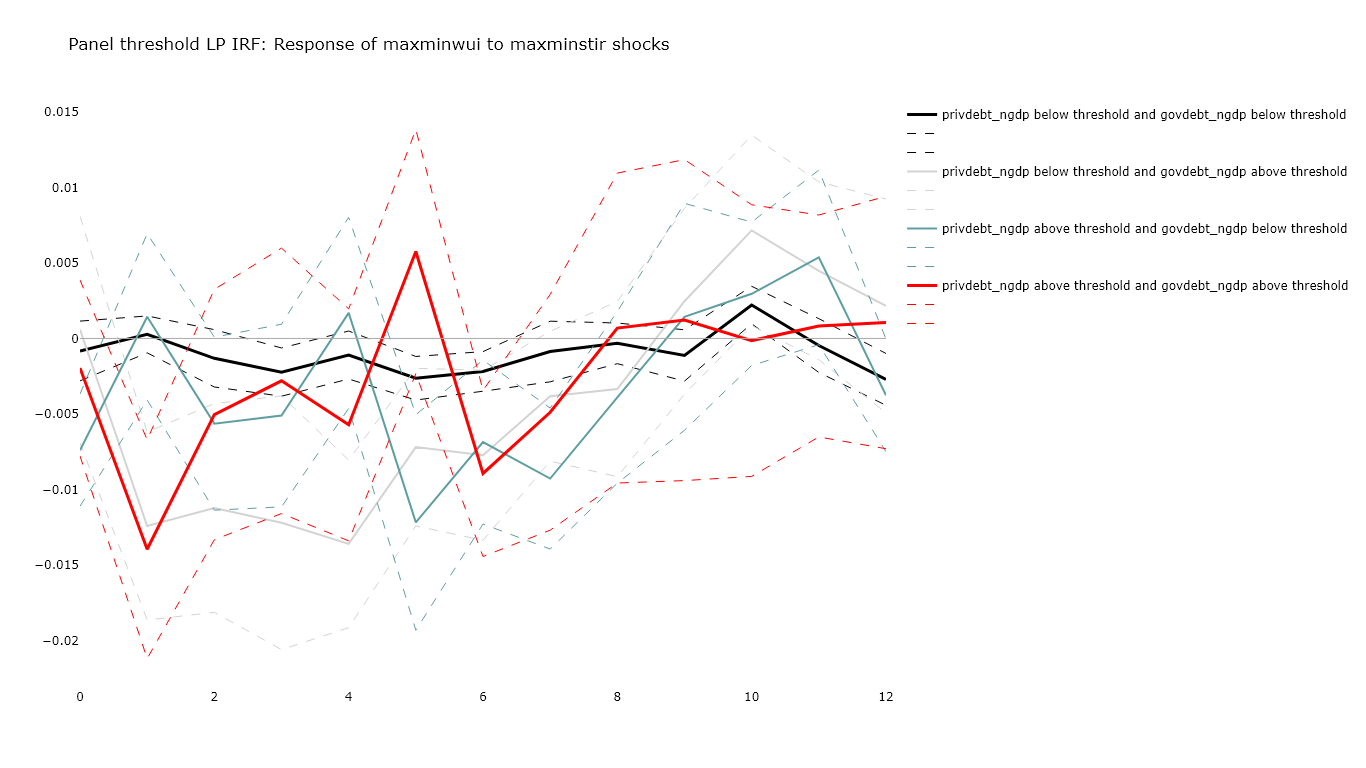 Panel threshold LP IRF: Response of maxminwui to maxminstir shocks
0.015
0.01
0.005
0
−0.005
−0.01
−0.015
−0.02
0 2 4 6 8 10 12
privdebt_ngdp below threshold and govdebt_ngdp below threshold
privdebt_ngdp below threshold and govdebt_ngdp above threshold
privdebt_ngdp above threshold and govdebt_ngdp below threshold
privdebt_ngdp above threshold and govdebt_ngdp above threshold